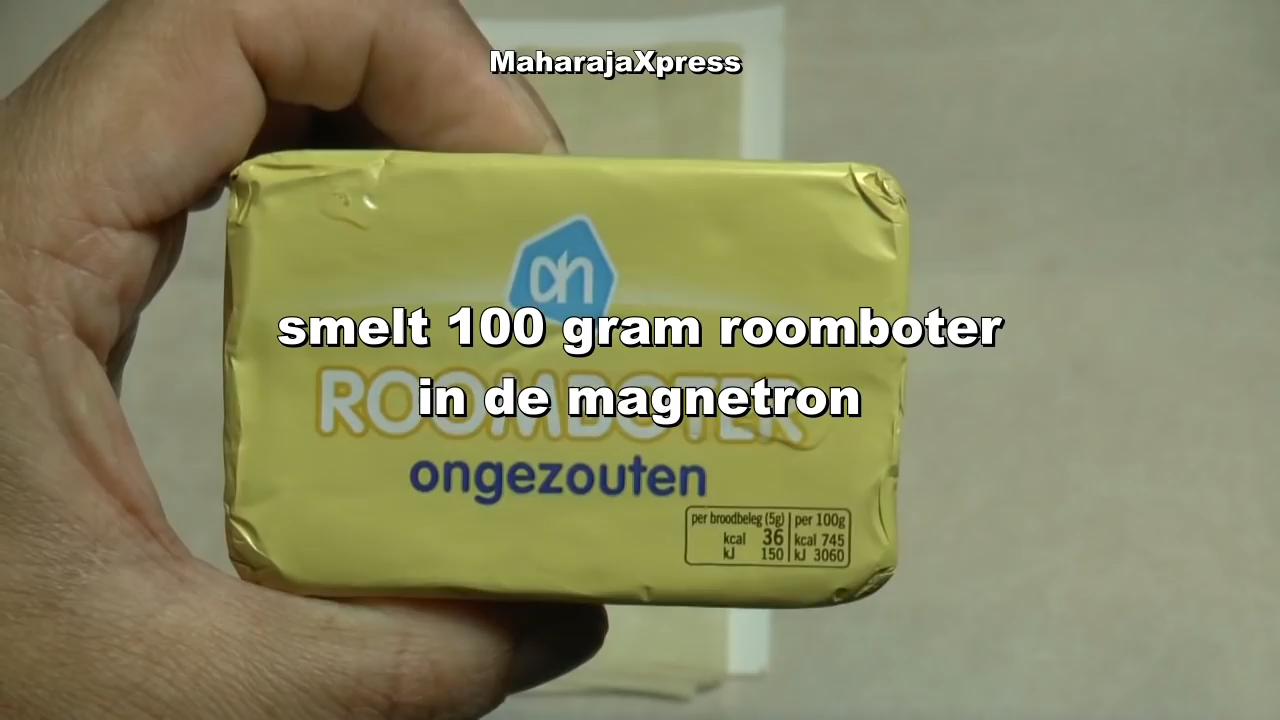 MaharajaXpress
ah
smelt 100 gram roomboter
ROOMBOTER
in de magnetron
ongezouten
per broodbeleg (5g) per 100g
kcal 36 kcal 745
kJ 150 kJ 3060